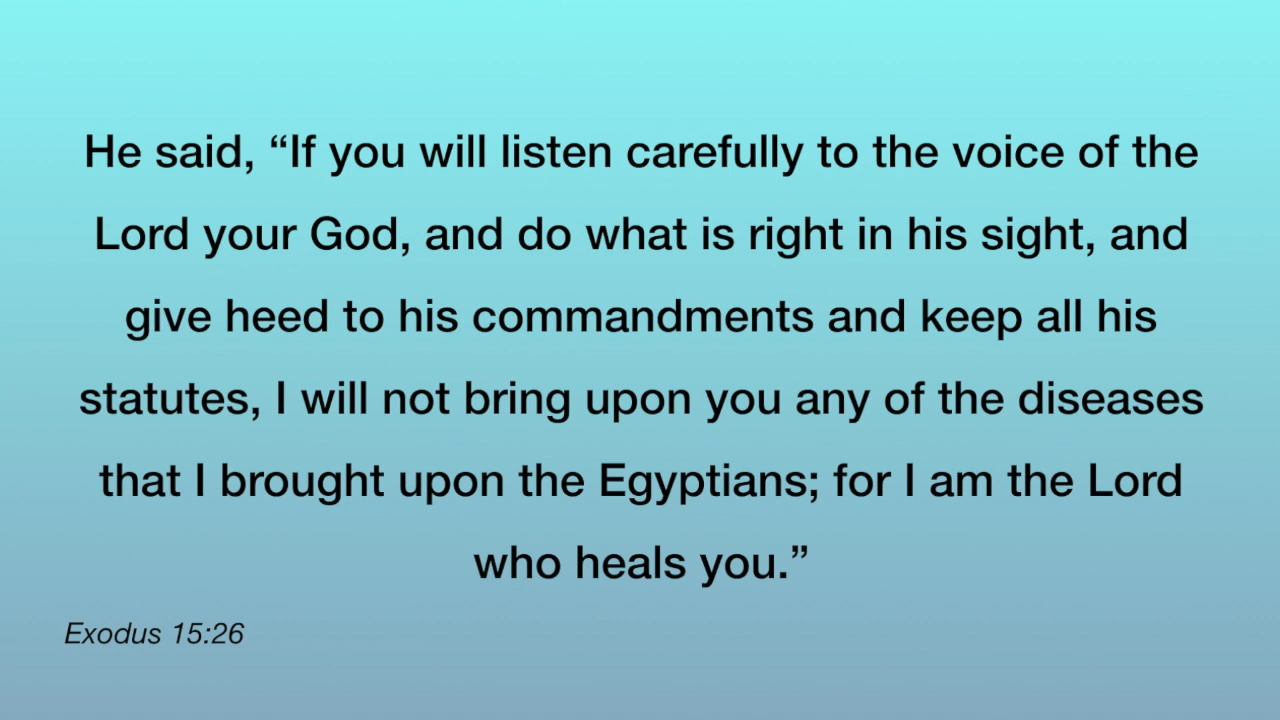 He said, “If you will listen carefully to the voice of the
Lord your God, and do what is right in his sight, and
give heed to his commandments and keep all his
statutes, I will not bring upon you any of the diseases
that I brought upon the Egyptians; for I am the Lord
who heals you.”
Exodus 15:26